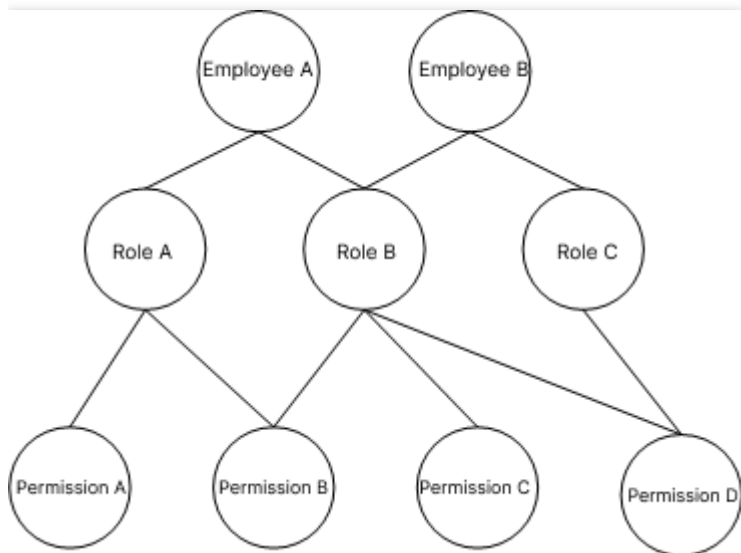 Employee A
Employee B
Role A
Role B
Role C
Permission A
Permission B
Permission C
Permission D